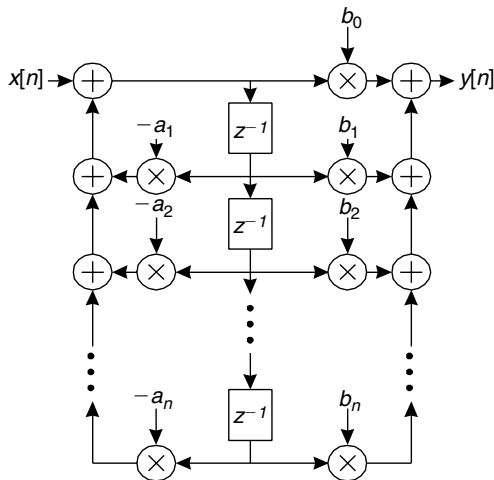 b₀
x[n] + × + y[n]
−a₁ z⁻¹ b₁
+ × × +
−a₂ z⁻¹ b₂
+ × × +
−aₙ z⁻¹ bₙ
× ×